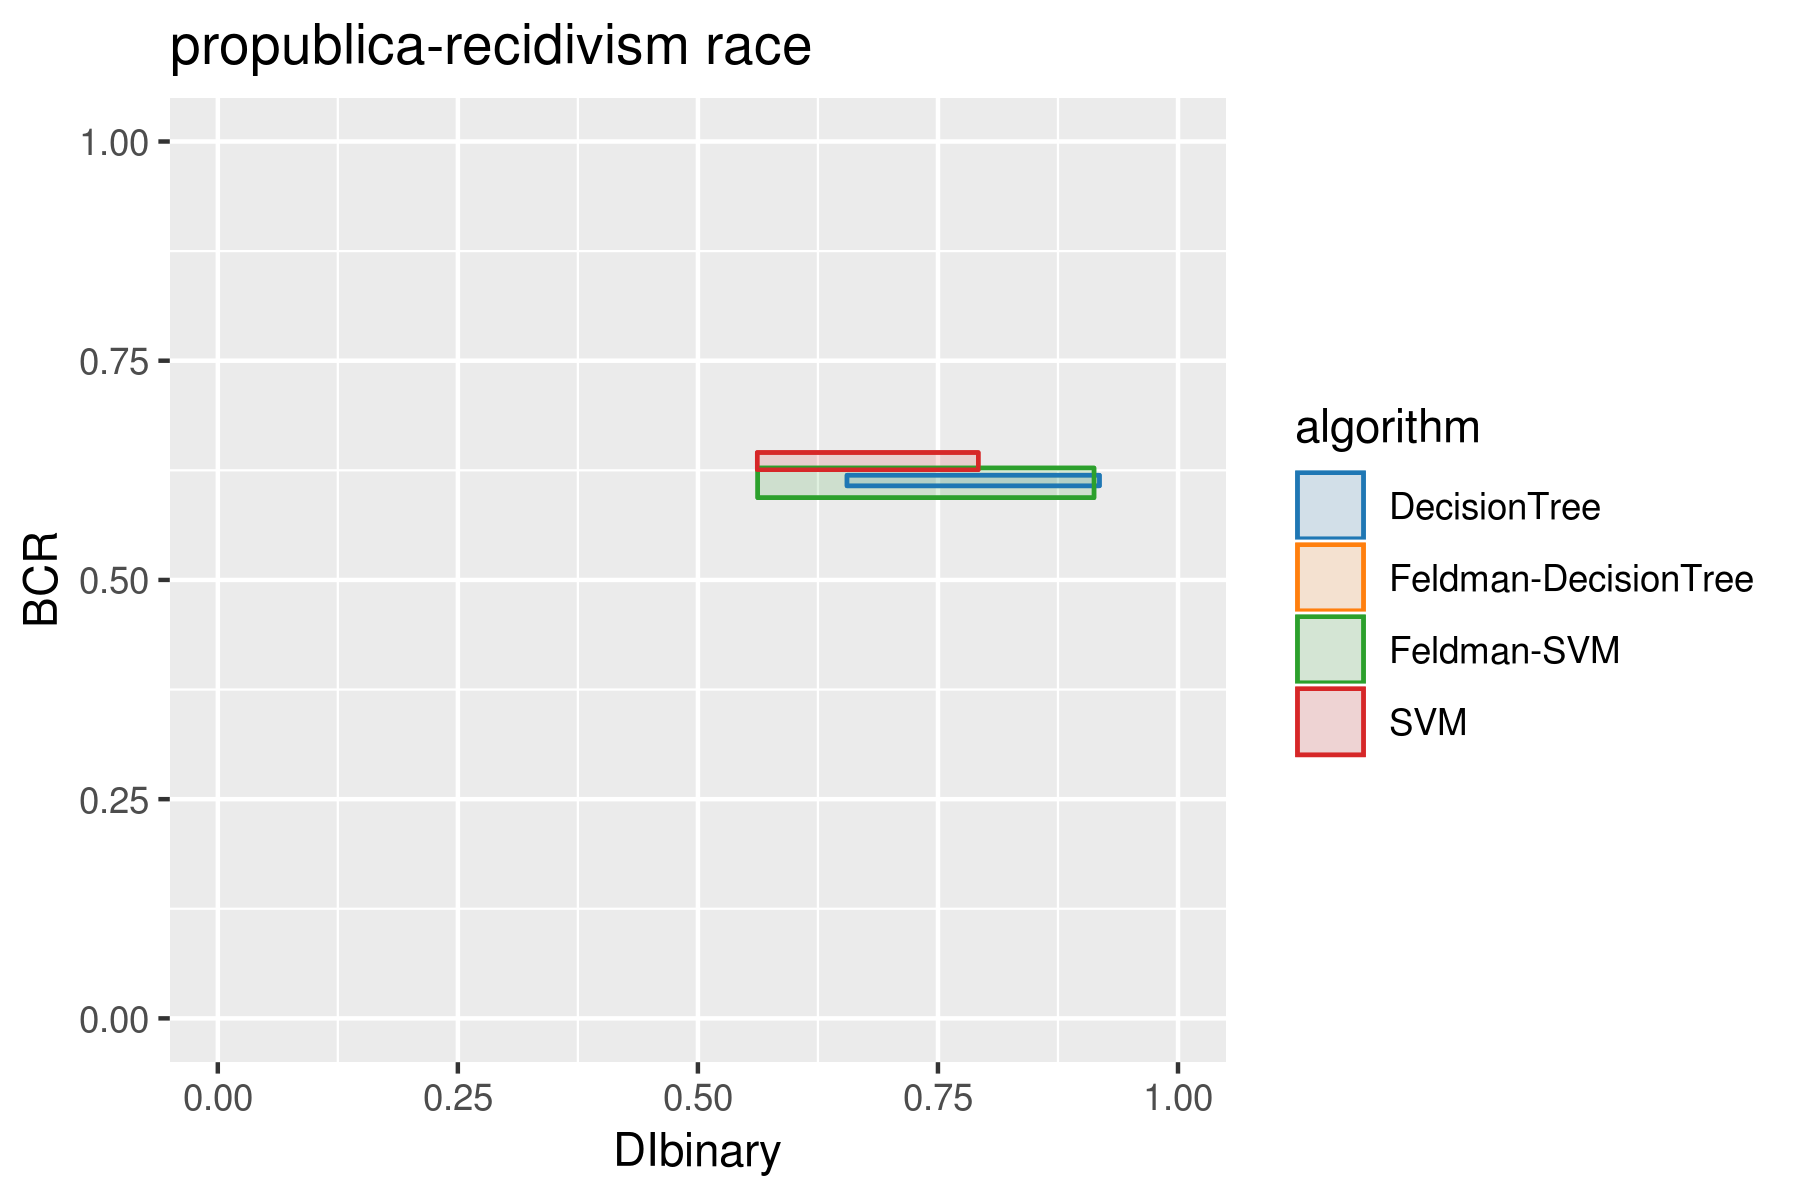 propublica-recidivism race
1.00
0.75
0.50
0.25
0.00
BCR
0.00 0.25 0.50 0.75 1.00
DIbinary
algorithm
DecisionTree
Feldman-DecisionTree
Feldman-SVM
SVM